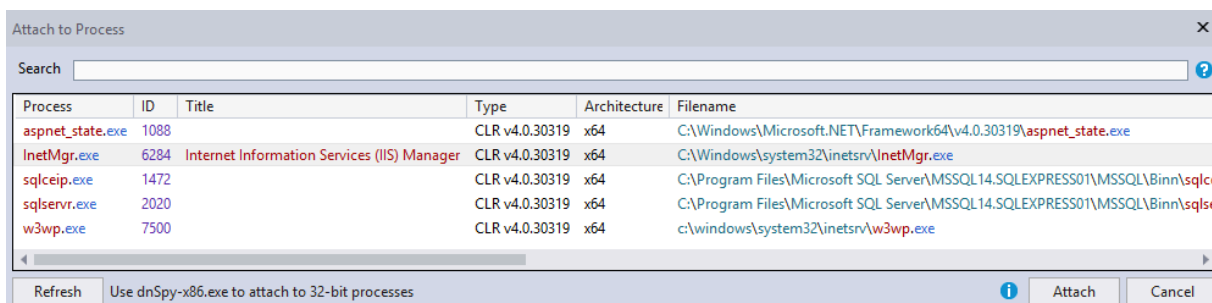 Attach to Process
Search
Process ID Title Type Architecture Filename
aspnet_state.exe 1088 CLR v4.0.30319 x64 C:\Windows\Microsoft.NET\Framework64\v4.0.30319\aspnet_state.exe
InetMgr.exe 6284 Internet Information Services (IIS) Manager CLR v4.0.30319 x64 C:\Windows\system32\inetsrv\InetMgr.exe
sqlceip.exe 1472 CLR v4.0.30319 x64 C:\Program Files\Microsoft SQL Server\MSSQL14.SQLEXPRESS01\MSSQL\Binn\sqlc
sqlservr.exe 2020 CLR v4.0.30319 x64 C:\Program Files\Microsoft SQL Server\MSSQL14.SQLEXPRESS01\MSSQL\Binn\sqls
w3wp.exe 7500 CLR v4.0.30319 x64 c:\windows\system32\inetsrv\w3wp.exe
Refresh Use dnSpy-x86.exe to attach to 32-bit processes Attach Cancel